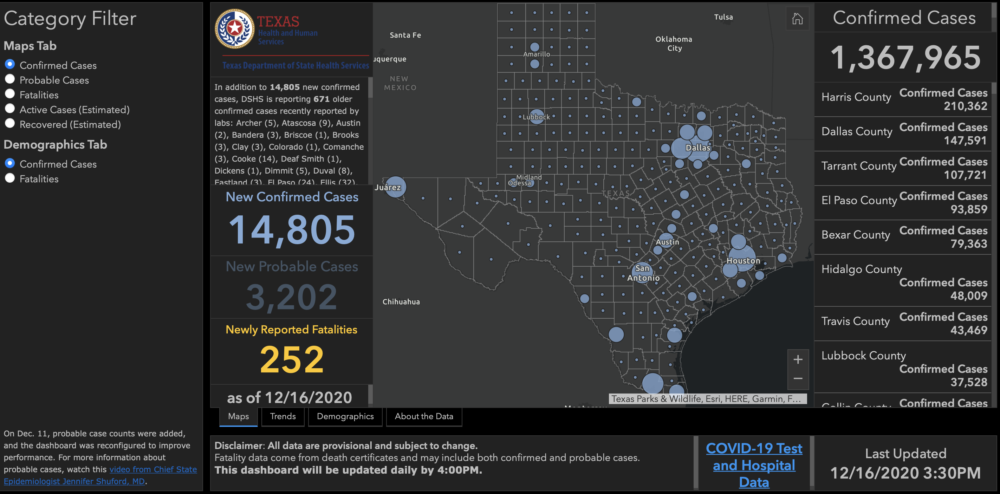 Category Filter
Maps Tab
Confirmed Cases
Probable Cases
Fatalities
Active Cases (Estimated)
Recovered (Estimated)
Demographics Tab
Confirmed Cases
Fatalities
On Dec. 11, probable case counts were added,
and the dashboard was reconfigured to improve
performance. For more information about
probable cases, watch this video from Chief State
Epidemiologist Jennifer Shuford, MD.
TEXAS
Health and Human
Services
Texas Department of State Health Services
In addition to 14,805 new confirmed
cases, DSHS is reporting 671 older
confirmed cases recently reported by
labs: Archer (5), Atascosa (9), Austin
(2), Bandera (3), Briscoe (1), Brooks
(3), Clay (3), Colorado (1), Comanche
(3), Cooke (14), Deaf Smith (1),
Dickens (1), Dimmit (5), Duval (8),
Eastland (3), El Paso (24), Ellis (32),
New Confirmed Cases
14,805
New Probable Cases
3,202
Newly Reported Fatalities
252
as of 12/16/2020
Tulsa
Santa Fe
Oklahoma
City
Amarillo
uquerque
NEW
MEXICO
Lubbock
Dallas
Midland
Odessa
Juárez
TEXAS
Austin
Houston
San
Antonio
Chihuahua
+
−
Texas Parks & Wildlife, Esri, HERE, Garmin, F...
Maps
Trends
Demographics
About the Data
Confirmed Cases
1,367,965
Harris County Confirmed Cases
210,362
Dallas County Confirmed Cases
147,591
Tarrant County Confirmed Cases
107,721
El Paso County Confirmed Cases
93,859
Bexar County Confirmed Cases
79,363
Hidalgo County
Confirmed Cases
48,009
Travis County Confirmed Cases
43,469
Lubbock County
Confirmed Cases
37,528
Collin County Confirmed Cases
Disclaimer: All data are provisional and subject to change.
Fatality data come from death certificates and may include both confirmed and probable cases.
This dashboard will be updated daily by 4:00PM.
COVID-19 Test
and Hospital
Data
Last Updated
12/16/2020 3:30PM